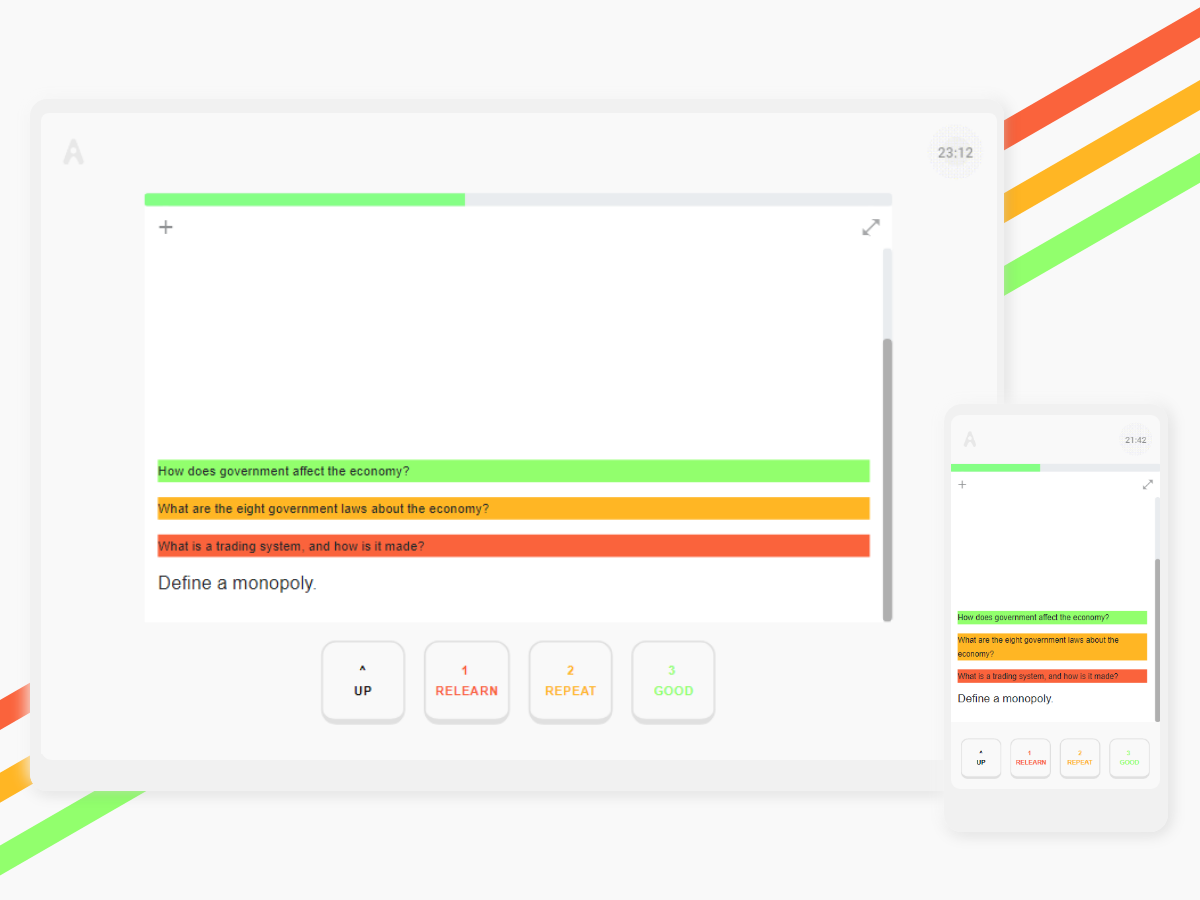 A
23:12
+
How does government affect the economy?
What are the eight government laws about the economy?
What is a trading system, and how is it made?
Define a monopoly.
^
UP
1
RELEARN
2
REPEAT
3
GOOD
A
21:42
+
How does government affect the economy?
What are the eight government laws about the
economy?
What is a trading system, and how is it made?
Define a monopoly.
^
UP
1
RELEARN
2
REPEAT
3
GOOD